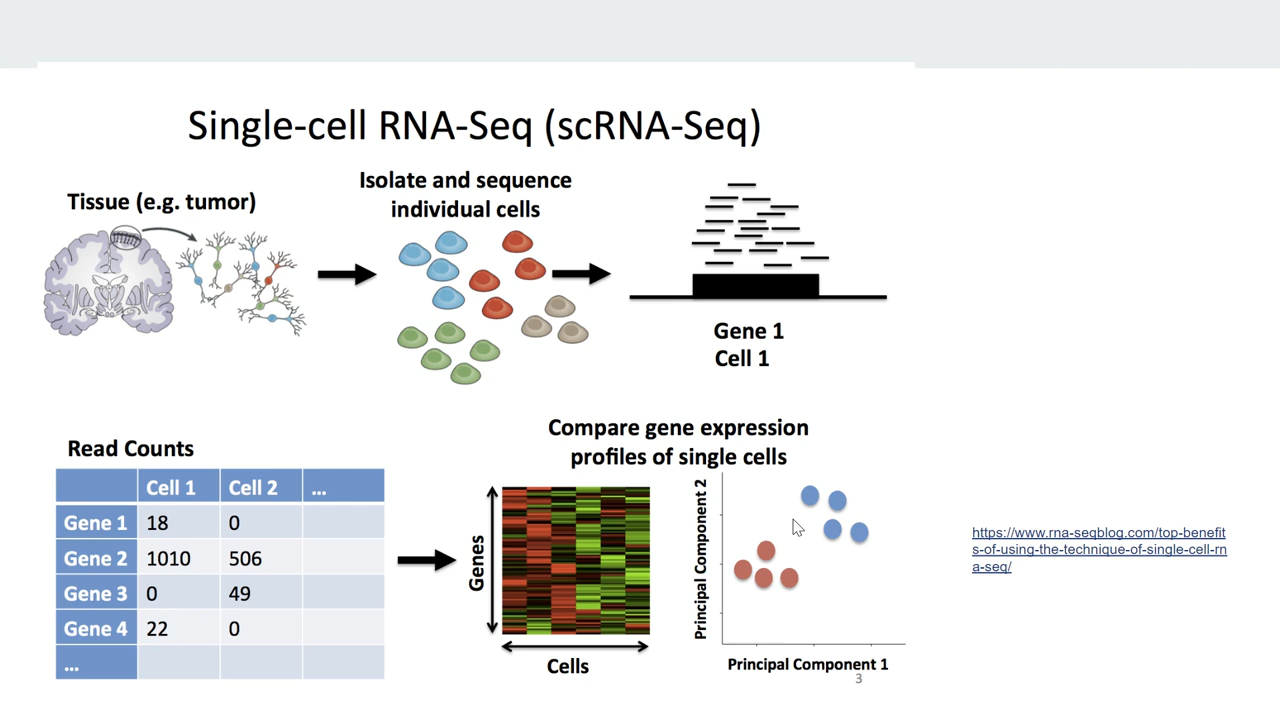 Single-cell RNA-Seq (scRNA-Seq)
Tissue (e.g. tumor)
Isolate and sequence
individual cells
Gene 1
Cell 1
Read Counts
Cell 1 Cell 2 ...
Gene 1 18 0
Gene 2 1010 506
Gene 3 0 49
Gene 4 22 0
...
Compare gene expression
profiles of single cells
Genes
Cells
Principal Component 2
Principal Component 1
3
https://www.rna-seqblog.com/top-benefit
s-of-using-the-technique-of-single-cell-rn
a-seq/